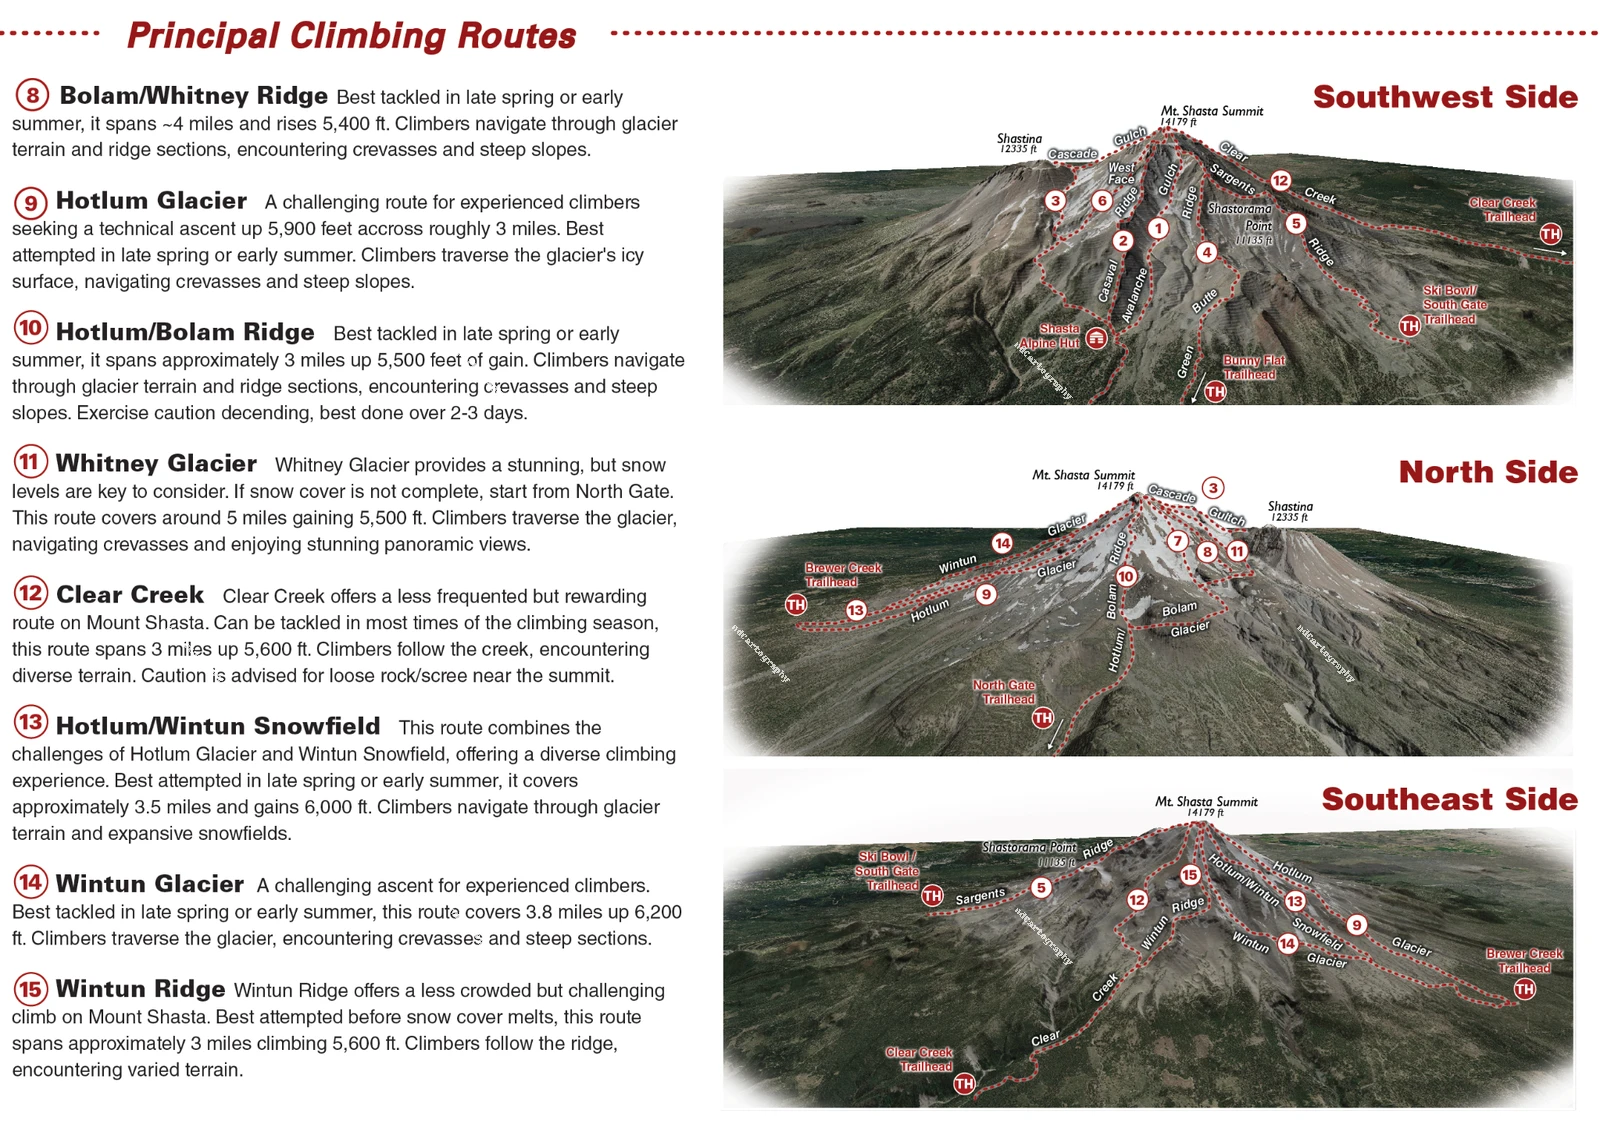 Principal Climbing Routes
8 Bolam/Whitney Ridge Best tackled in late spring or early
summer, it spans ~4 miles and rises 5,400 ft. Climbers navigate through glacier
terrain and ridge sections, encountering crevasses and steep slopes.
9 Hotlum Glacier A challenging route for experienced climbers
seeking a technical ascent up 5,900 feet accross roughly 3 miles. Best
attempted in late spring or early summer. Climbers traverse the glacier's icy
surface, navigating crevasses and steep slopes.
10 Hotlum/Bolam Ridge Best tackled in late spring or early
summer, it spans approximately 3 miles up 5,500 feet of gain. Climbers navigate
through glacier terrain and ridge sections, encountering crevasses and steep
slopes. Exercise caution decending, best done over 2-3 days.
11 Whitney Glacier Whitney Glacier provides a stunning, but snow
levels are key to consider. If snow cover is not complete, start from North Gate.
This route covers around 5 miles gaining 5,500 ft. Climbers traverse the glacier,
navigating crevasses and enjoying stunning panoramic views.
12 Clear Creek Clear Creek offers a less frequented but rewarding
route on Mount Shasta. Can be tackled in most times of the climbing season,
this route spans 3 miles up 5,600 ft. Climbers follow the creek, encountering
diverse terrain. Caution is advised for loose rock/scree near the summit.
13 Hotlum/Wintun Snowfield This route combines the
challenges of Hotlum Glacier and Wintun Snowfield, offering a diverse climbing
experience. Best attempted in late spring or early summer, it covers
approximately 3.5 miles and gains 6,000 ft. Climbers navigate through glacier
terrain and expansive snowfields.
14 Wintun Glacier A challenging ascent for experienced climbers.
Best tackled in late spring or early summer, this route covers 3.8 miles up 6,200
ft. Climbers traverse the glacier, encountering crevasses and steep sections.
15 Wintun Ridge Wintun Ridge offers a less crowded but challenging
climb on Mount Shasta. Best attempted before snow cover melts, this route
spans approximately 3 miles climbing 5,600 ft. Climbers follow the ridge,
encountering varied terrain.
Southwest Side
Mt. Shasta Summit
14179 ft
Shastina
12335 ft
Cascade Gulch
Clear Creek
12
West
Face
Sargents Ridge
3
6
Casaval Ridge
2
Avalanche Gulch
1
Green Butte Ridge
4
Shastorama
Point
11135 ft
5
Clear Creek
Trailhead
TH
Ski Bowl/
South Gate
Trailhead
TH
Shasta
Alpine Hut
Bunny Flat
Trailhead
TH
ndCartography
North Side
Mt. Shasta Summit
14179 ft
Cascade Gulch
3
Shastina
12335 ft
Wintun Glacier
14
Hotlum Glacier
9
13
Brewer Creek
Trailhead
TH
Hotlum/ Bolam Ridge
10
7
8
11
Bolam
Glacier
North Gate
Trailhead
TH
ndCartography
ndCartography
Southeast Side
Mt. Shasta Summit
14179 ft
Shastorama Point
11135 ft
Ski Bowl /
South Gate
Trailhead
TH
Sargents Ridge
5
12
15
Wintun Ridge
Clear Creek
Hotlum/Wintun Snowfield
13
Hotlum Glacier
9
Wintun Glacier
14
Brewer Creek
Trailhead
TH
Clear Creek
Trailhead
TH
ndCartography